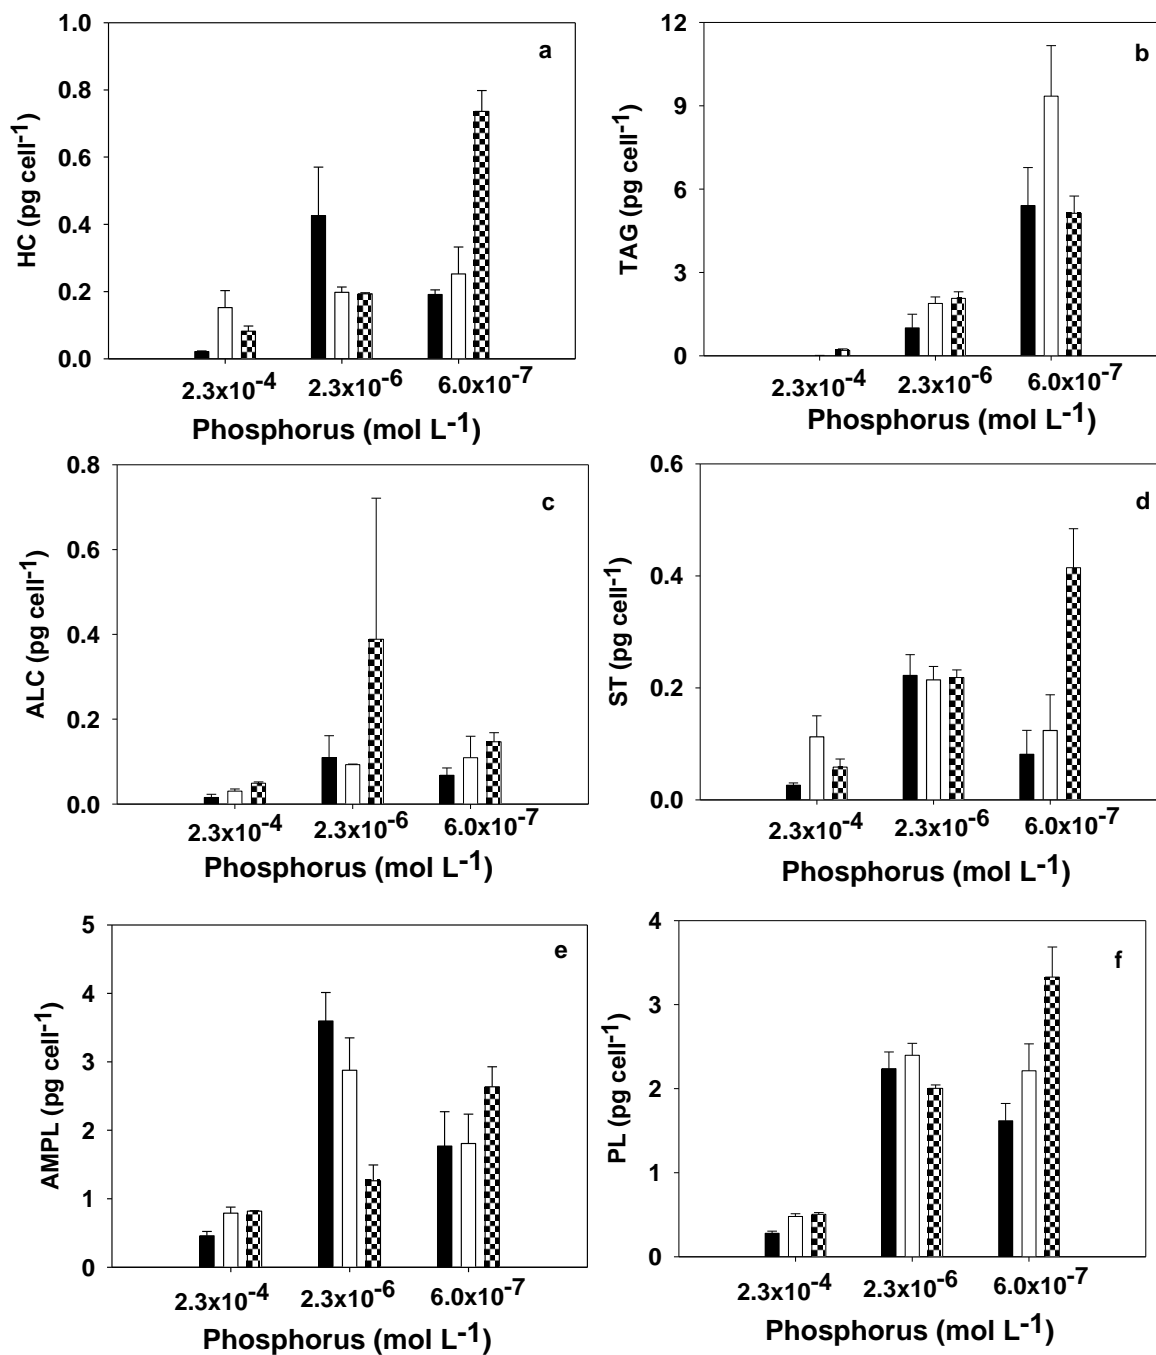 a
1.0
0.8
0.6
0.4
0.2
0.0
HC (pg cell-1)
2.3x10-4 2.3x10-6 6.0x10-7
Phosphorus (mol L-1)
b
12
9
6
3
0
TAG (pg cell-1)
2.3x10-4 2.3x10-6 6.0x10-7
Phosphorus (mol L-1)
c
0.8
0.6
0.4
0.2
0.0
ALC (pg cell-1)
2.3x10-4 2.3x10-6 6.0x10-7
Phosphorus (mol L-1)
d
0.6
0.4
0.2
0.0
ST (pg cell-1)
2.3x10-4 2.3x10-6 6.0x10-7
Phosphorus (mol L-1)
e
5
4
3
2
1
0
AMPL (pg cell-1)
2.3x10-4 2.3x10-6 6.0x10-7
Phosphorus (mol L-1)
f
4
3
2
1
0
PL (pg cell-1)
2.3x10-4 2.3x10-6 6.0x10-7
Phosphorus (mol L-1)